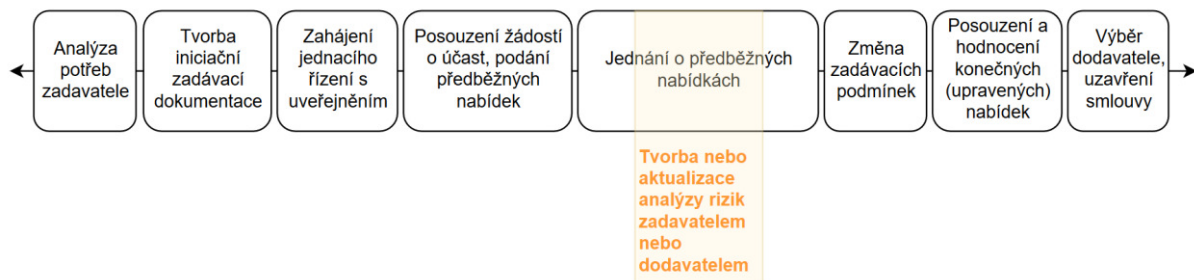 Analýza
potřeb
zadavatele
Tvorba
iniciační
zadávací
dokumentace
Zahájení
jednacího
řízení s
uveřejněním
Posouzení žádostí
o účast, podání
předběžných
nabídek
Jednání o předběžných
nabídkách
Změna
zadávacích
podmínek
Posouzení a
hodnocení
konečných
(upravených)
nabídek
Výběr
dodavatele,
uzavření
smlouvy
Tvorba nebo
aktualizace
analýzy rizik
zadavatelem
nebo
dodavatelem